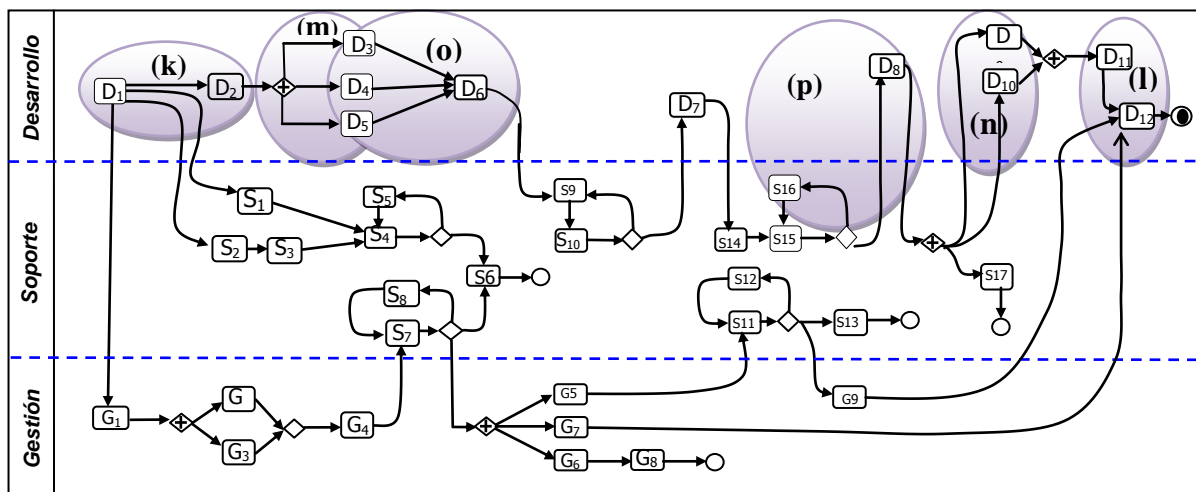 Desarrollo
(k)
(m)
(o)
(p)
(n)
(l)
D1
D2
D3
D4
D5
D6
D7
D8
D
D10
D11
D12
Soporte
S1
S2
S3
S4
S5
S6
S7
S8
S9
S10
S11
S12
S13
S14
S15
S16
S17
Gestión
G1
G
G3
G4
G5
G7
G6
G8
G9